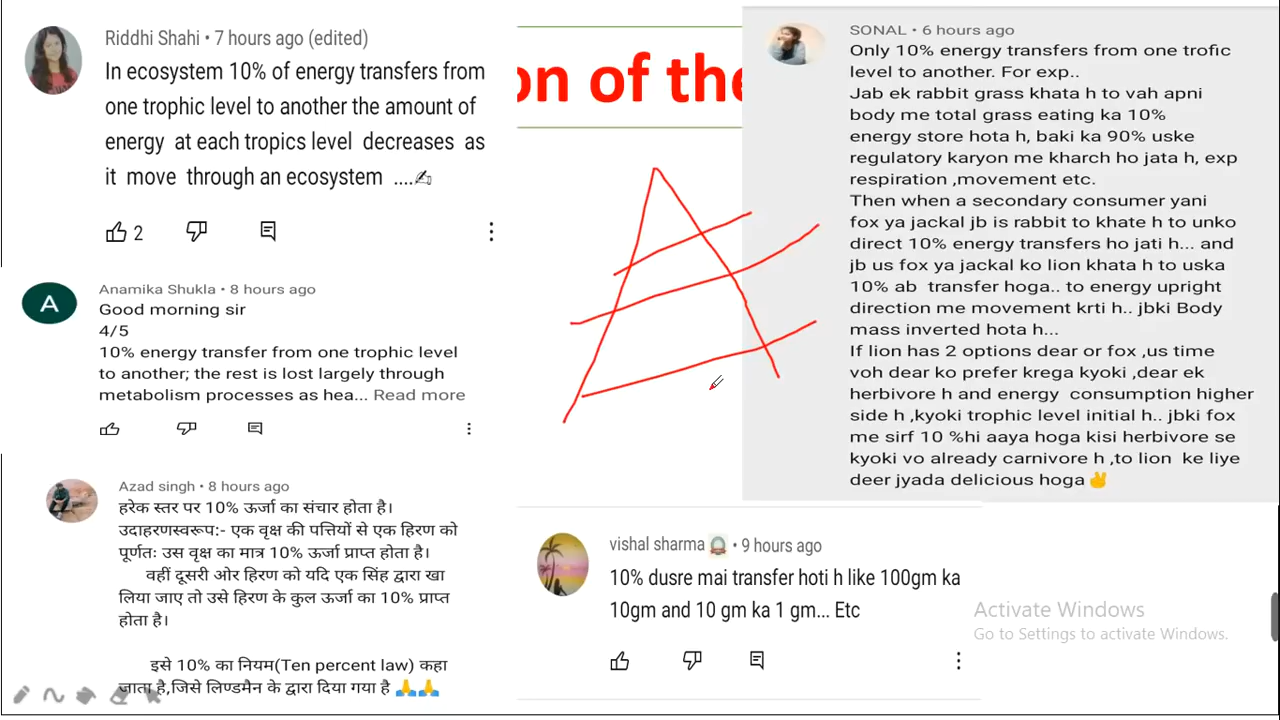 Riddhi Shahi • 7 hours ago (edited)
In ecosystem 10% of energy transfers from
one trophic level to another the amount of
energy at each tropics level decreases as
it move through an ecosystem ....✍
2
Anamika Shukla • 8 hours ago
A
Good morning sir
4/5
10% energy transfer from one trophic level
to another; the rest is lost largely through
metabolism processes as hea... Read more
Azad singh • 8 hours ago
हरेक स्तर पर 10% ऊर्जा का संचार होता है।
उदाहरणस्वरूप:- एक वृक्ष की पत्तियों से एक हिरण को
पूर्णतः उस वृक्ष का मात्र 10% ऊर्जा प्राप्त होता है।
वहीं दूसरी ओर हिरण को यदि एक सिंह द्वारा खा
लिया जाए तो उसे हिरण के कुल ऊर्जा का 10% प्राप्त
होता है।
इसे 10% का नियम(Ten percent law) कहा
जाता है,जिसे लिण्डमैन के द्वारा दिया गया है 🙏🙏
on of the
SONAL • 6 hours ago
Only 10% energy transfers from one trofic
level to another. For exp..
Jab ek rabbit grass khata h to vah apni
body me total grass eating ka 10%
energy store hota h, baki ka 90% uske
regulatory karyon me kharch ho jata h, exp
respiration ,movement etc.
Then when a secondary consumer yani
fox ya jackal jb is rabbit to khate h to unko
direct 10% energy transfers ho jati h... and
jb us fox ya jackal ko lion khata h to uska
10% ab transfer hoga.. to energy upright
direction me movement krti h.. jbki Body
mass inverted hota h...
If lion has 2 options dear or fox ,us time
voh dear ko prefer krega kyoki ,dear ek
herbivore h and energy consumption higher
side h ,kyoki trophic level initial h.. jbki fox
me sirf 10 %hi aaya hoga kisi herbivore se
kyoki vo already carnivore h ,to lion ke liye
deer jyada delicious hoga ✌
vishal sharma • 9 hours ago
10% dusre mai transfer hoti h like 100gm ka
10gm and 10 gm ka 1 gm... Etc
Activate Windows
Go to Settings to activate Windows.